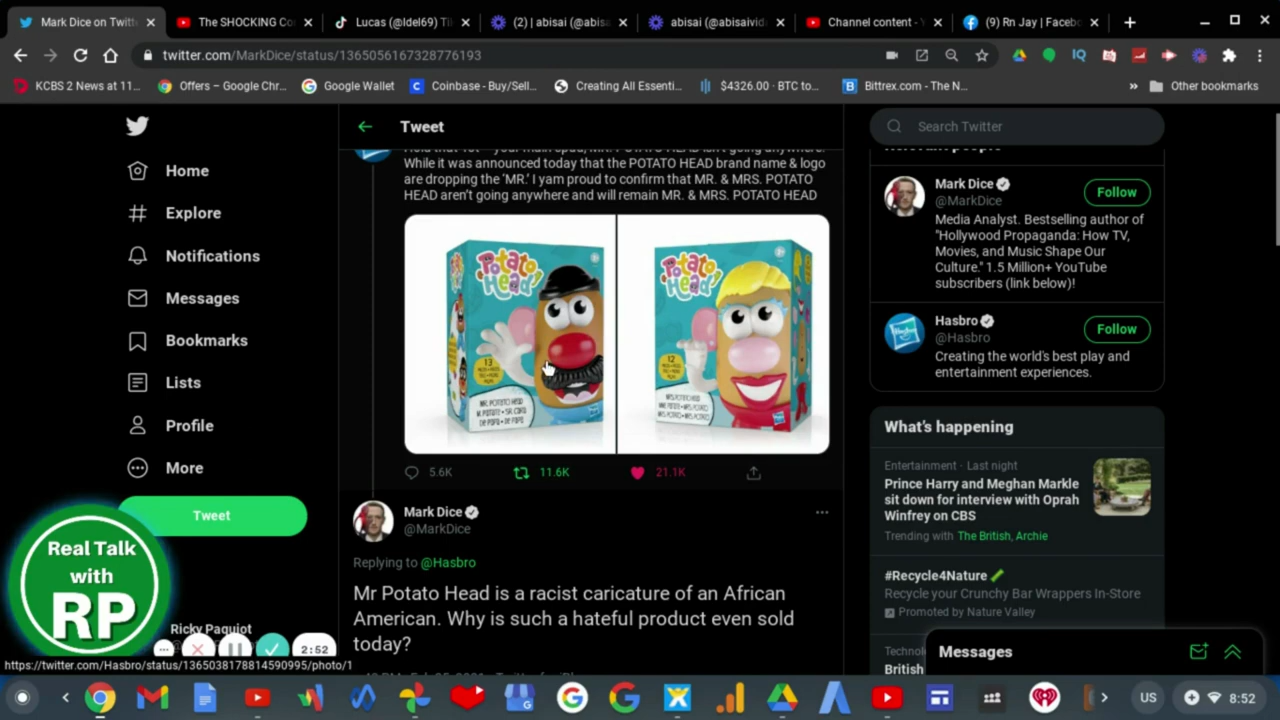 Mark Dice on Twitt
The SHOCKING Co
Lucas (@ldel69) Ti
(2) | abisai (@abisa
abisai (@abisaivid
Channel content - Y
(9) Rn Jay | Facebo
twitter.com/MarkDice/status/1365056167328776193
KCBS 2 News at 11...
Offers – Google Chr...
Google Wallet
Coinbase - Buy/Sell...
Creating All Essenti...
$4326.00 · BTC to...
Bittrex.com - The N...
»
Other bookmarks
Tweet
Search Twitter
Home
Explore
Notifications
Messages
Bookmarks
Lists
Profile
More
Tweet
While it was announced today that the POTATO HEAD brand name & logo
are dropping the 'MR.' I yam proud to confirm that MR. & MRS. POTATO
HEAD aren't going anywhere and will remain MR. & MRS. POTATO HEAD
Potato
Head
13
MR. POTATO HEAD
Potato
Head
12
5.6K
11.6K
21.1K
Mark Dice
@MarkDice
Replying to @Hasbro
Mr Potato Head is a racist caricature of an African
American. Why is such a hateful product even sold
today?
Relevant people
Mark Dice
@MarkDice
Follow
Media Analyst. Bestselling author of
"Hollywood Propaganda: How TV,
Movies, and Music Shape Our
Culture." 1.5 Million+ YouTube
subscribers (link below)!
Hasbro
@Hasbro
Follow
Creating the world's best play and
entertainment experiences.
What's happening
Entertainment · Last night
Prince Harry and Meghan Markle
sit down for interview with Oprah
Winfrey on CBS
Trending with The British, Archie
#Recycle4Nature
Recycle your Crunchy Bar Wrappers In-Store
Promoted by Nature Valley
Technolo
British
Messages
Real Talk
with
RP
Ricky Paquiot
2:52
https://twitter.com/Hasbro/status/1365038178814590995/photo/1
US
8:52